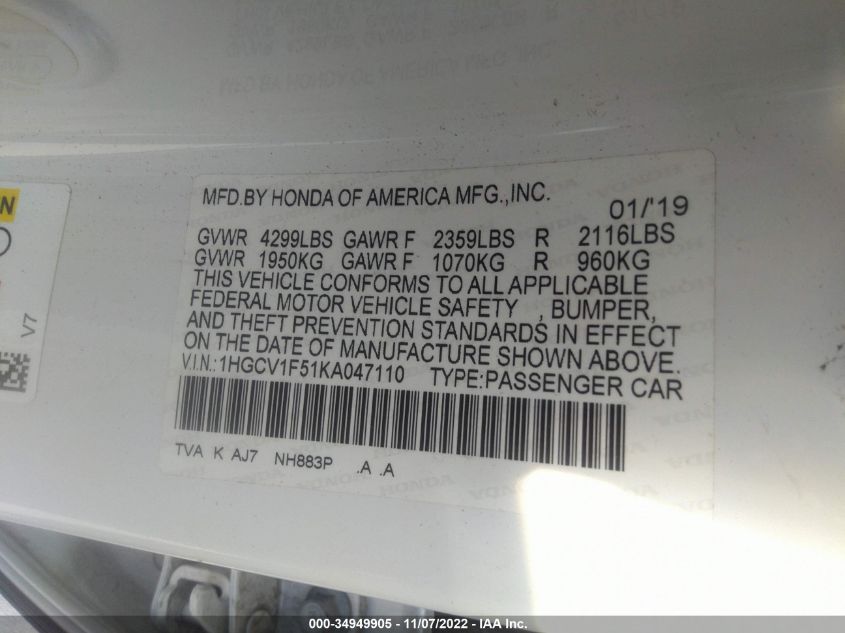 MFD.BY HONDA OF AMERICA MFG.,INC. 01/'19
GVWR 4299LBS GAWR F 2359LBS R 2116LBS
GVWR 1950KG GAWR F 1070KG R 960KG
THIS VEHICLE CONFORMS TO ALL APPLICABLE
FEDERAL MOTOR VEHICLE SAFETY , BUMPER,
AND THEFT PREVENTION STANDARDS IN EFFECT
ON THE DATE OF MANUFACTURE SHOWN ABOVE.
V.I.N.:1HGCV1F51KA047110 TYPE:PASSENGER CAR
TVA K AJ7 NH883P .A .A
V7
HONDA
000-34949905 - 11/07/2022 - IAA Inc.